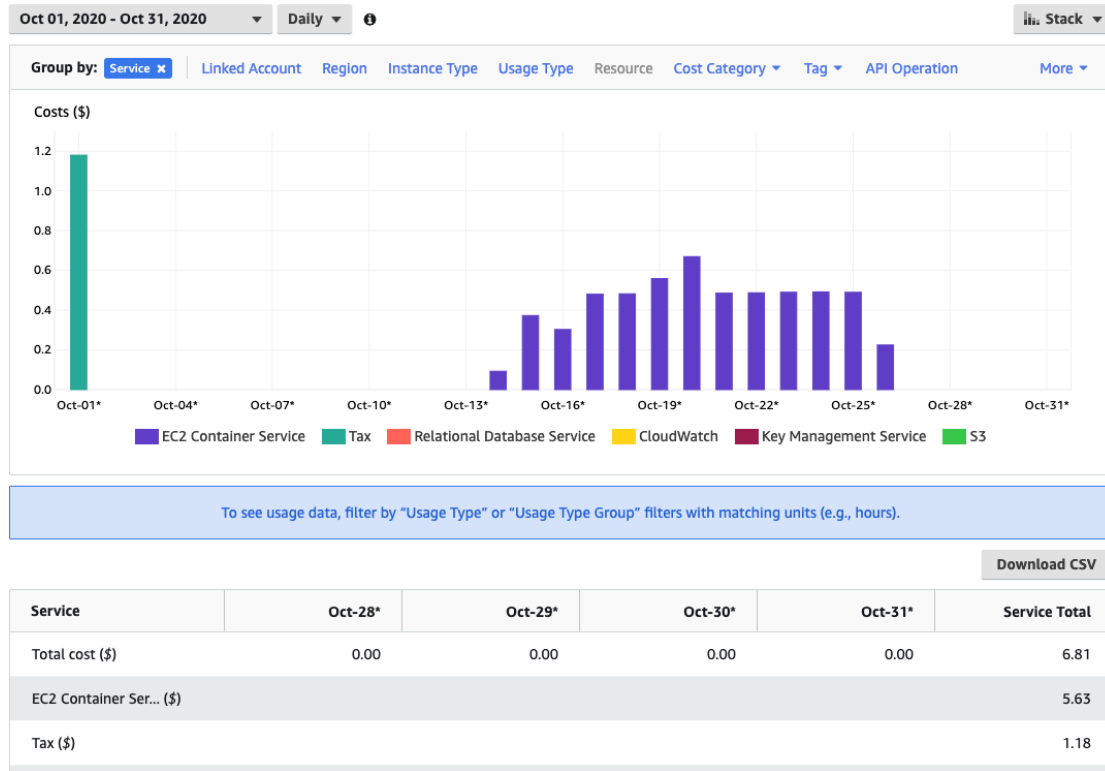 Oct 01, 2020 - Oct 31, 2020 Daily Stack
Group by: Service × Linked Account Region Instance Type Usage Type Resource Cost Category Tag API Operation More
Costs ($)
1.2
1.0
0.8
0.6
0.4
0.2
0.0
Oct-01* Oct-04* Oct-07* Oct-10* Oct-13* Oct-16* Oct-19* Oct-22* Oct-25* Oct-28* Oct-31*
EC2 Container Service Tax Relational Database Service CloudWatch Key Management Service S3
To see usage data, filter by “Usage Type” or “Usage Type Group” filters with matching units (e.g., hours).
Download CSV
Service Oct-28* Oct-29* Oct-30* Oct-31* Service Total
Total cost ($) 0.00 0.00 0.00 0.00 6.81
EC2 Container Ser... ($) 5.63
Tax ($) 1.18